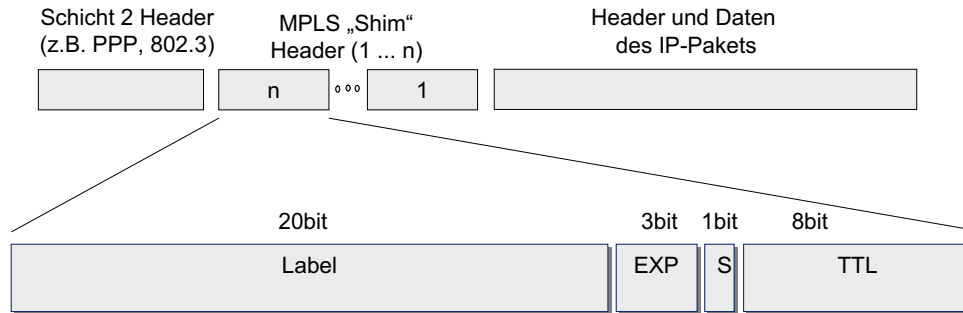 Schicht 2 Header
(z.B. PPP, 802.3)
MPLS „Shim“
Header (1 ... n)
Header und Daten
des IP-Pakets
n
1
20bit
3bit
1bit
8bit
Label
EXP
S
TTL